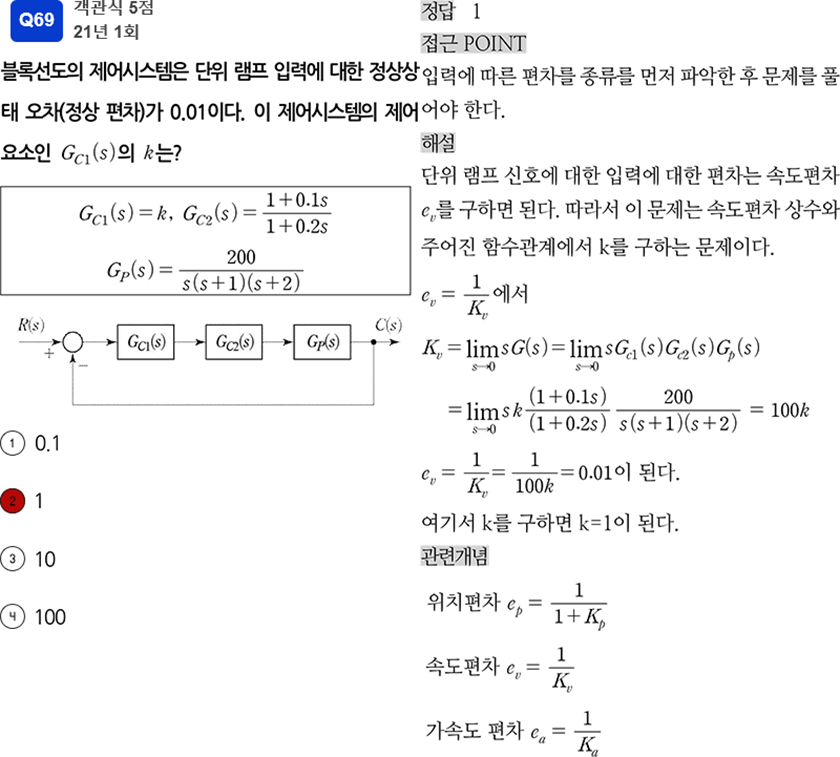 Q69
객관식 5점
21년 1회
블록선도의 제어시스템은 단위 램프 입력에 대한 정상상
태 오차(정상 편차)가 0.01이다. 이 제어시스템의 제어
요소인 G_{C1}(s)의 k는?
G_{C1}(s) = k, G_{C2}(s) = \frac{1+0.1s}{1+0.2s}
G_P(s) = \frac{200}{s(s+1)(s+2)}
R(s) + − G_{C1}(s) G_{C2}(s) G_P(s) C(s)
① 0.1
② 1
③ 10
④ 100
정답 1
접근 POINT
입력에 따른 편차를 종류를 먼저 파악한 후 문제를 풀
어야 한다.
해설
단위 램프 신호에 대한 입력에 대한 편차는 속도편차
e_v를 구하면 된다. 따라서 이 문제는 속도편차 상수와
주어진 함수관계에서 k를 구하는 문제이다.
e_v = \frac{1}{K_v}에서
K_v = \lim_{s→0} sG(s) = \lim_{s→0} sG_{c1}(s)G_{c2}(s)G_p(s)
= \lim_{s→0} s k \frac{(1+0.1s)}{(1+0.2s)} \frac{200}{s(s+1)(s+2)} = 100k
e_v = \frac{1}{K_v} = \frac{1}{100k} = 0.01이 된다.
여기서 k를 구하면 k=1이 된다.
관련개념
위치편차 e_p = \frac{1}{1+K_p}
속도편차 e_v = \frac{1}{K_v}
가속도 편차 e_a = \frac{1}{K_a}